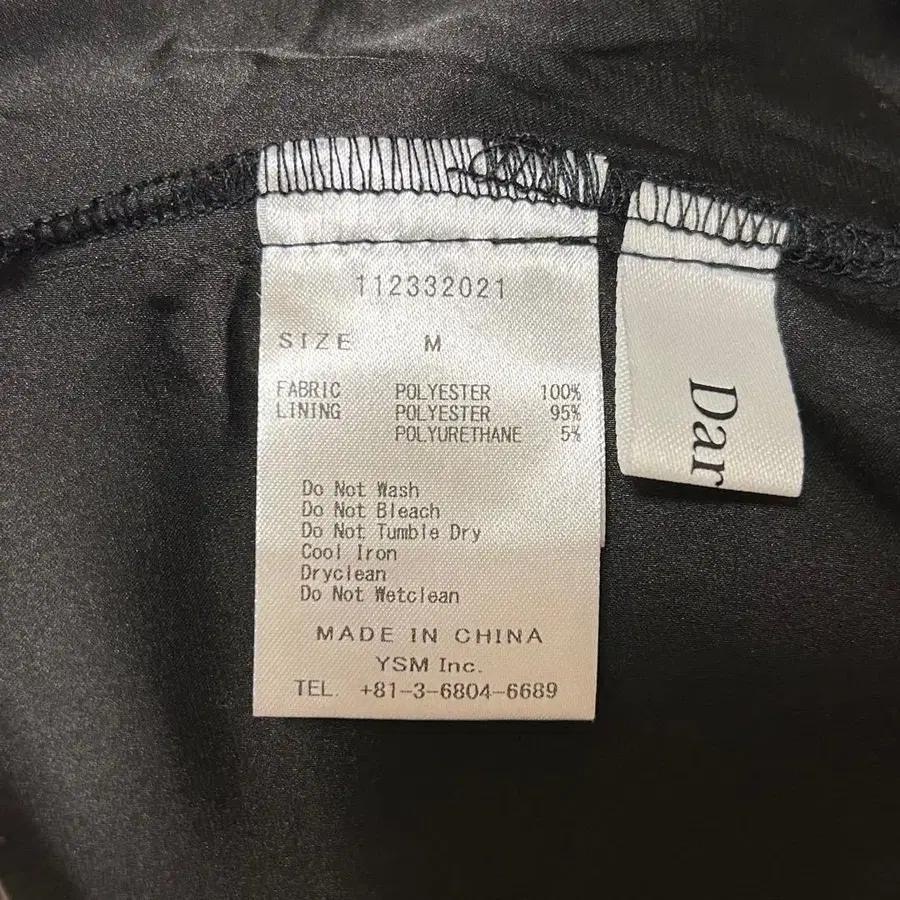 112332021
SIZE M
FABRIC POLYESTER 100%
LINING POLYESTER 95%
POLYURETHANE 5%
Do Not Wash
Do Not Bleach
Do Not Tumble Dry
Cool Iron
Dryclean
Do Not Wetclean
MADE IN CHINA
YSM Inc.
TEL. +81-3-6804-6689
Dar